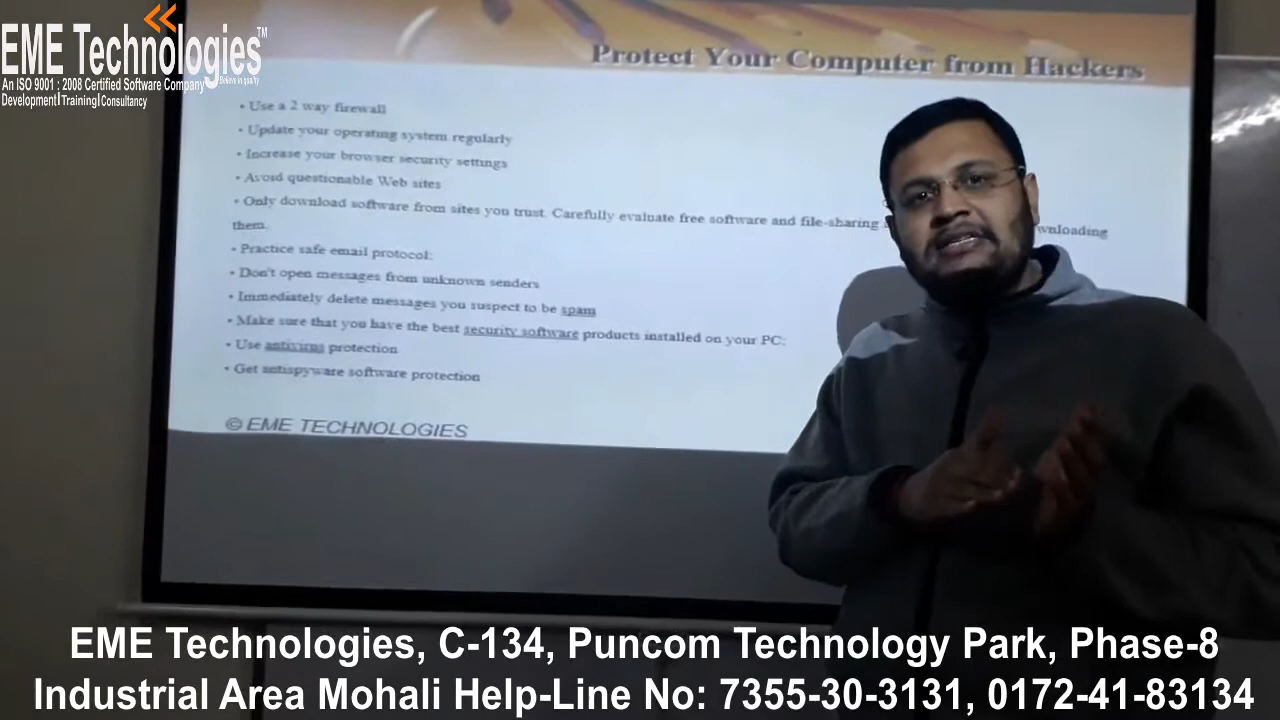 EME Technologies™
Believe in quality
An ISO 9001 : 2008 Certified Software Company
Development|Training|Consultancy
Protect Your Computer from Hackers
• Use a 2 way firewall
• Update your operating system regularly
• Increase your browser security settings
• Avoid questionable Web sites
• Only download software from sites you trust. Carefully evaluate free software and file-sharing
them.
• Practice safe email protocol:
• Don't open messages from unknown senders
• Immediately delete messages you suspect to be spam
• Make sure that you have the best security software products installed on your PC:
• Use antivirus protection
• Get antispyware software protection
© EME TECHNOLOGIES
EME Technologies, C-134, Puncom Technology Park, Phase-8
Industrial Area Mohali Help-Line No: 7355-30-3131, 0172-41-83134